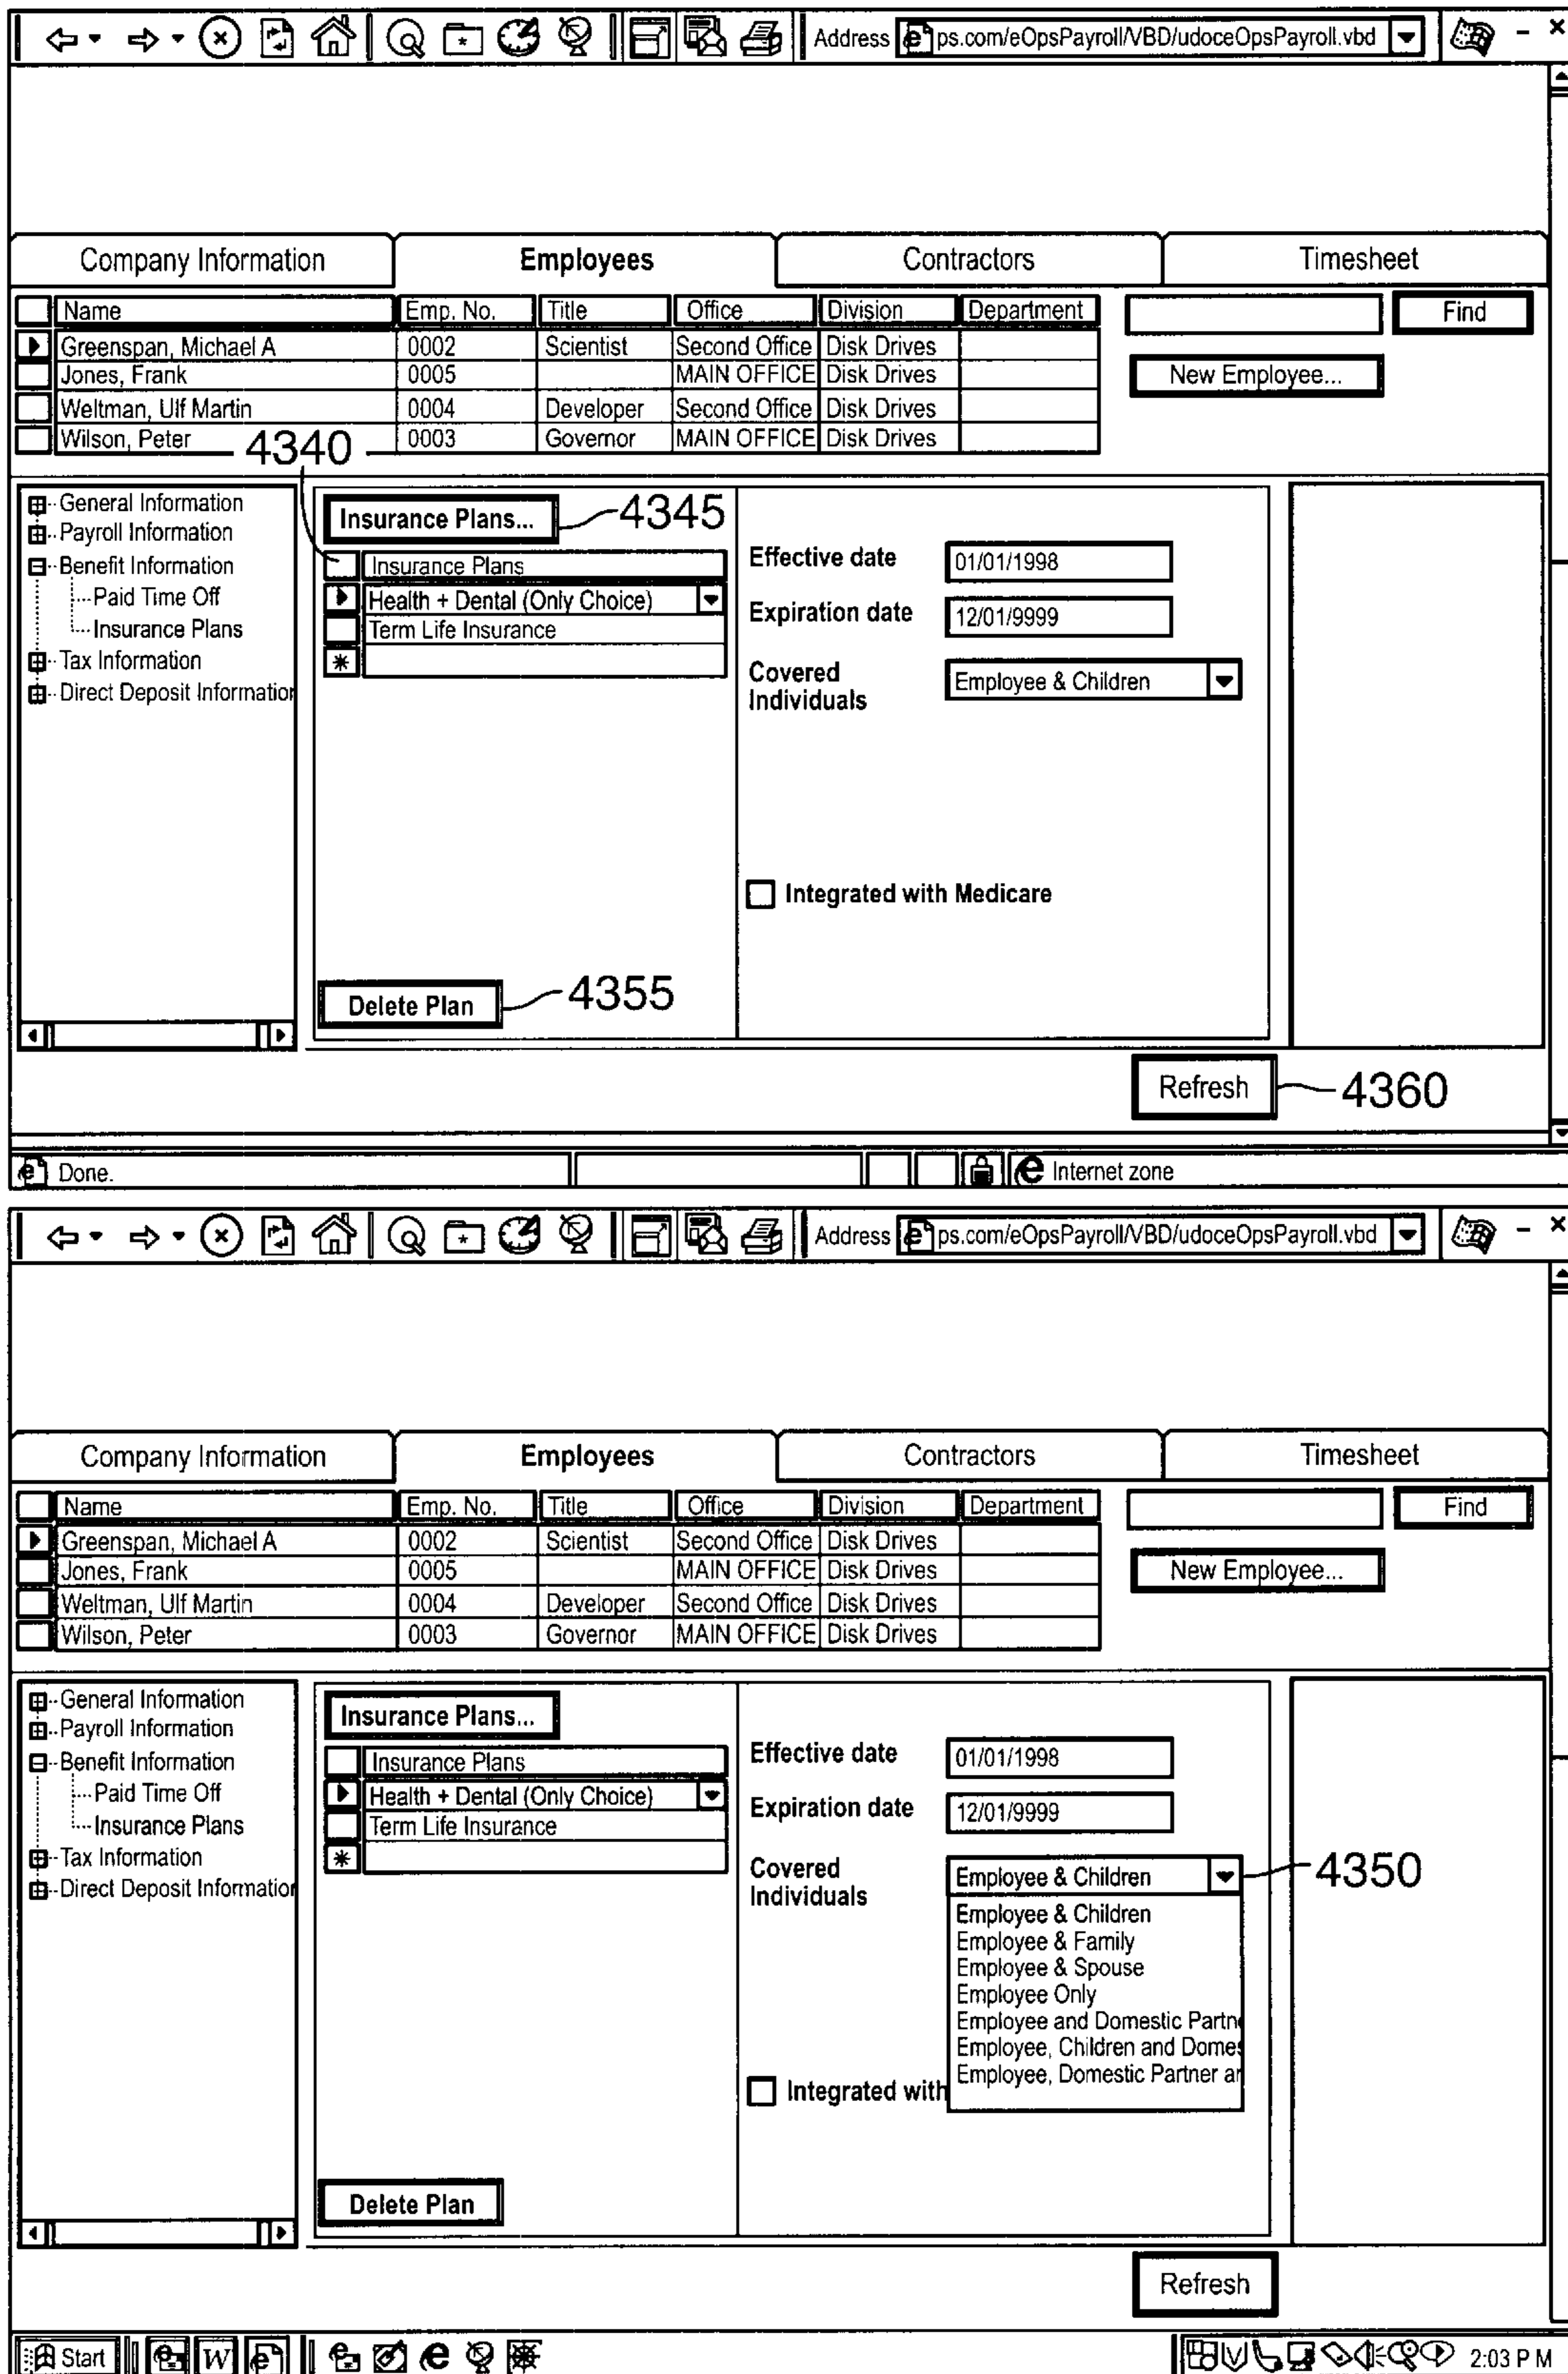 Address ps.com/eOpsPayroll/VBD/udoceOpsPayroll.vbd
Company Information Employees Contractors Timesheet
Name Emp. No. Title Office Division Department Find
Greenspan, Michael A 0002 Scientist Second Office Disk Drives
Jones, Frank 0005 MAIN OFFICE Disk Drives New Employee...
Weltman, Ulf Martin 0004 Developer Second Office Disk Drives
Wilson, Peter 0003 Governor MAIN OFFICE Disk Drives
4340
General Information
Payroll Information
Benefit Information
Paid Time Off
Insurance Plans
Tax Information
Direct Deposit Information
Insurance Plans... 4345
Insurance Plans
Health + Dental (Only Choice)
Term Life Insurance
*
Delete Plan 4355
Effective date 01/01/1998
Expiration date 12/01/9999
Covered
Individuals Employee & Children
Integrated with Medicare
Refresh 4360
Done. Internet zone
Address ps.com/eOpsPayroll/VBD/udoceOpsPayroll.vbd
Company Information Employees Contractors Timesheet
Name Emp. No. Title Office Division Department Find
Greenspan, Michael A 0002 Scientist Second Office Disk Drives
Jones, Frank 0005 MAIN OFFICE Disk Drives New Employee...
Weltman, Ulf Martin 0004 Developer Second Office Disk Drives
Wilson, Peter 0003 Governor MAIN OFFICE Disk Drives
General Information
Payroll Information
Benefit Information
Paid Time Off
Insurance Plans
Tax Information
Direct Deposit Information
Insurance Plans...
Insurance Plans
Health + Dental (Only Choice)
Term Life Insurance
*
Delete Plan
Effective date 01/01/1998
Expiration date 12/01/9999
Covered
Individuals Employee & Children 4350
Employee & Children
Employee & Family
Employee & Spouse
Employee Only
Employee and Domestic Partne
Employee, Children and Domes
Employee, Domestic Partner ar
Integrated with
Refresh
Start W 2:03 PM